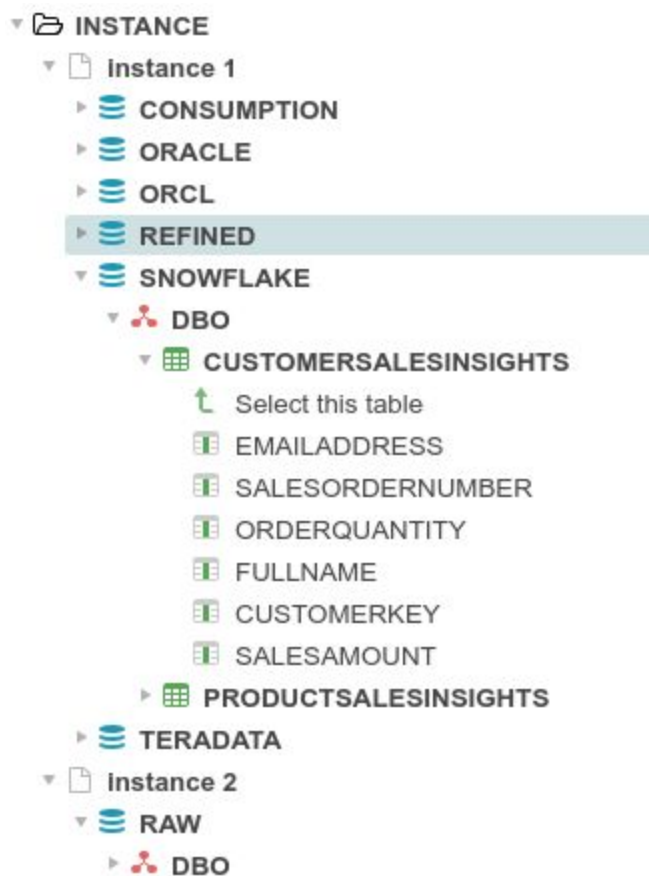 INSTANCE
instance 1
CONSUMPTION
ORACLE
ORCL
REFINED
SNOWFLAKE
DBO
CUSTOMERSALESINSIGHTS
Select this table
EMAILADDRESS
SALESORDERNUMBER
ORDERQUANTITY
FULLNAME
CUSTOMERKEY
SALESAMOUNT
PRODUCTSALESINSIGHTS
TERADATA
instance 2
RAW
DBO